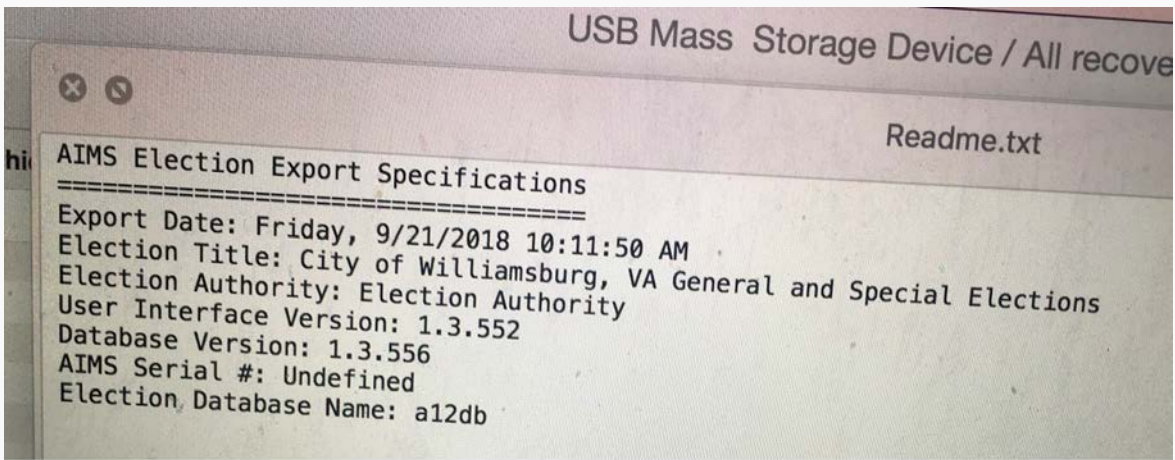 USB Mass Storage Device / All recove
Readme.txt
hi
AIMS Election Export Specifications
===================================
Export Date: Friday, 9/21/2018 10:11:50 AM
Election Title: City of Williamsburg, VA General and Special Elections
Election Authority: Election Authority
User Interface Version: 1.3.552
Database Version: 1.3.556
AIMS Serial #: Undefined
Election Database Name: a12db